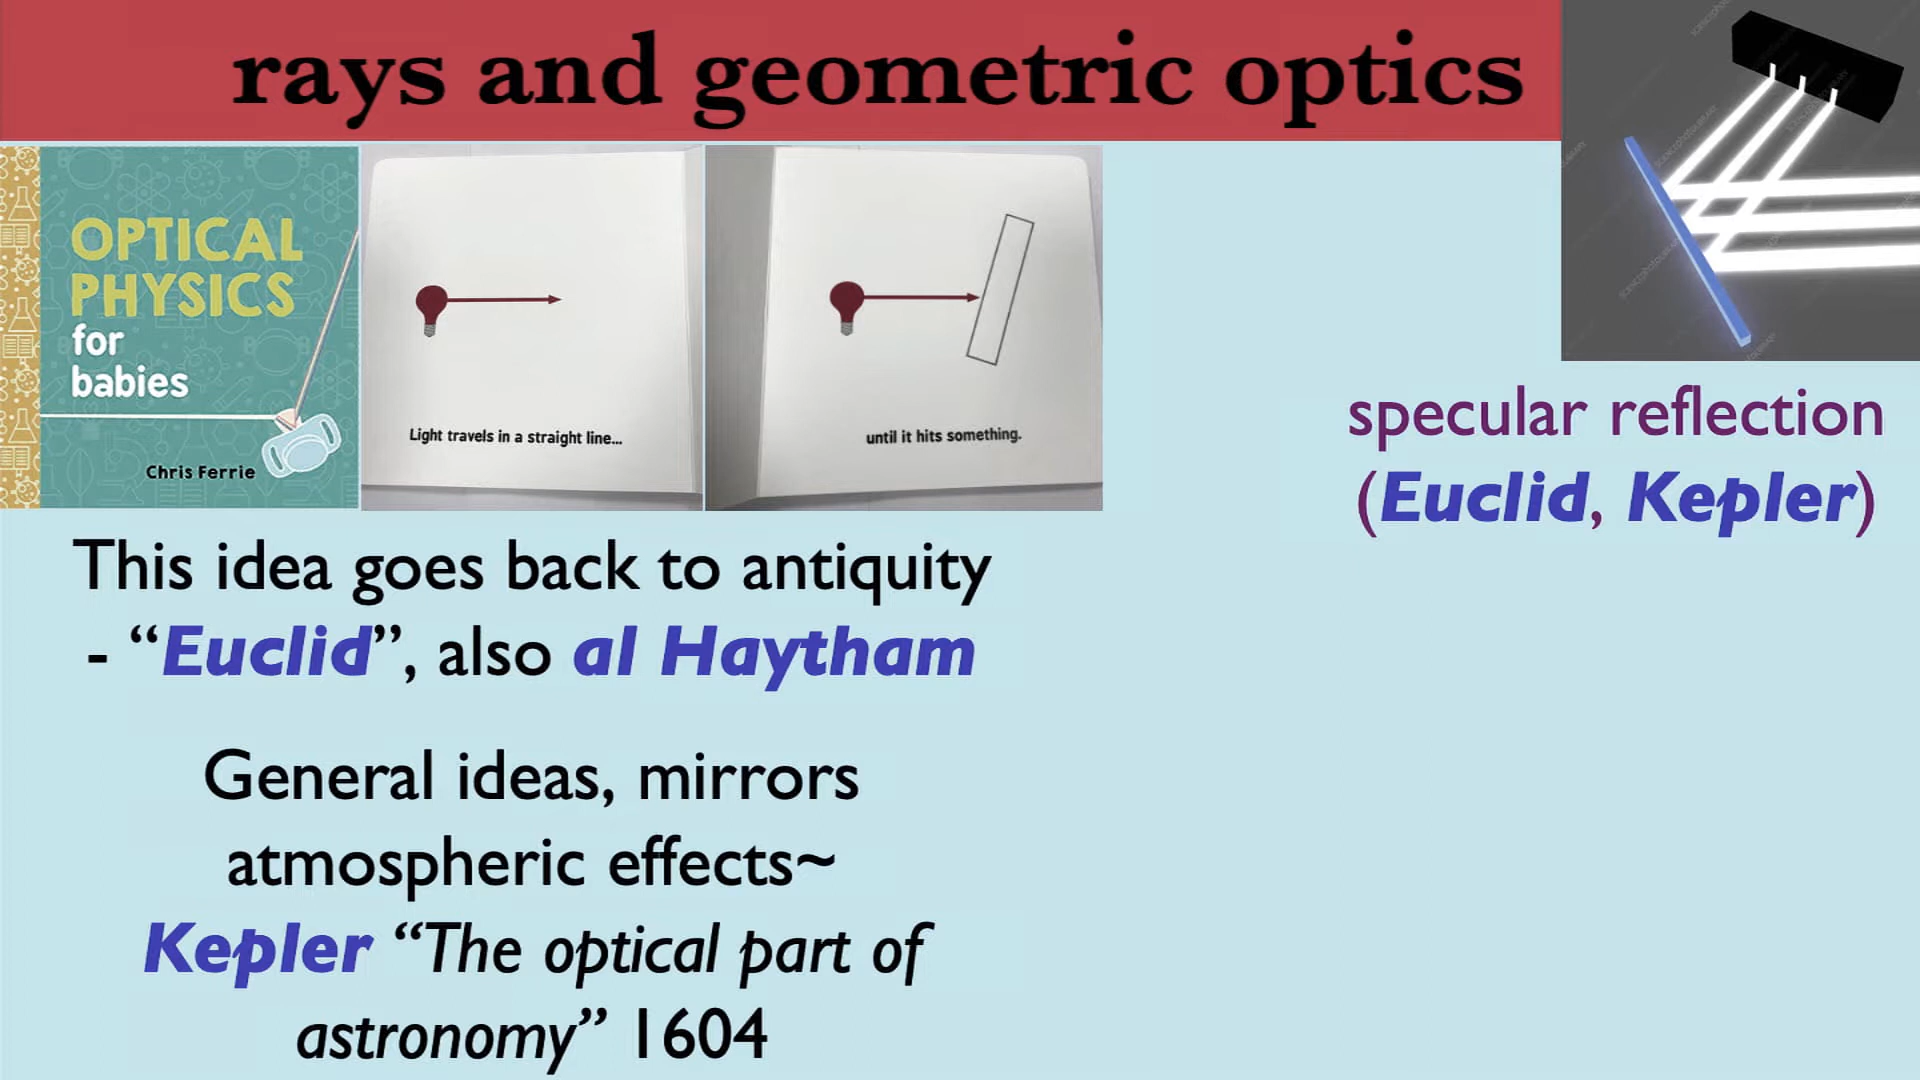 rays and geometric optics
OPTICAL
PHYSICS
for
babies
Chris Ferrie
Light travels in a straight line...
until it hits something.
specular reflection
(Euclid, Kepler)
This idea goes back to antiquity
- “Euclid”, also al Haytham
General ideas, mirrors
atmospheric effects~
Kepler “The optical part of
astronomy” 1604